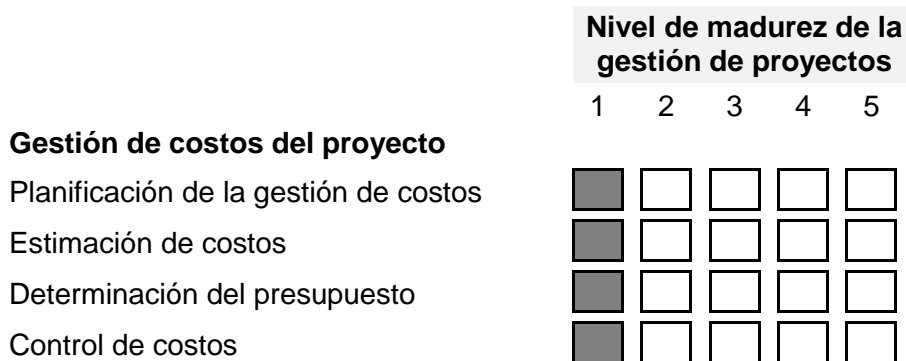 Nivel de madurez de la
gestión de proyectos
1 2 3 4 5
Gestión de costos del proyecto
Planificación de la gestión de costos
Estimación de costos
Determinación del presupuesto
Control de costos